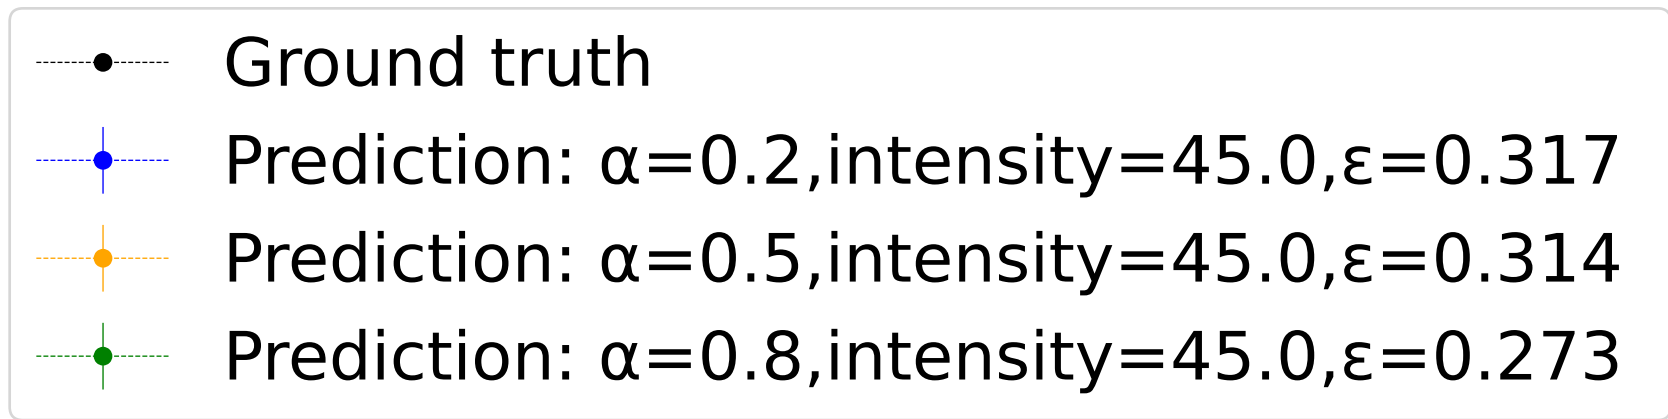 Ground truth
Prediction: α=0.2,intensity=45.0,ε=0.317
Prediction: α=0.5,intensity=45.0,ε=0.314
Prediction: α=0.8,intensity=45.0,ε=0.273